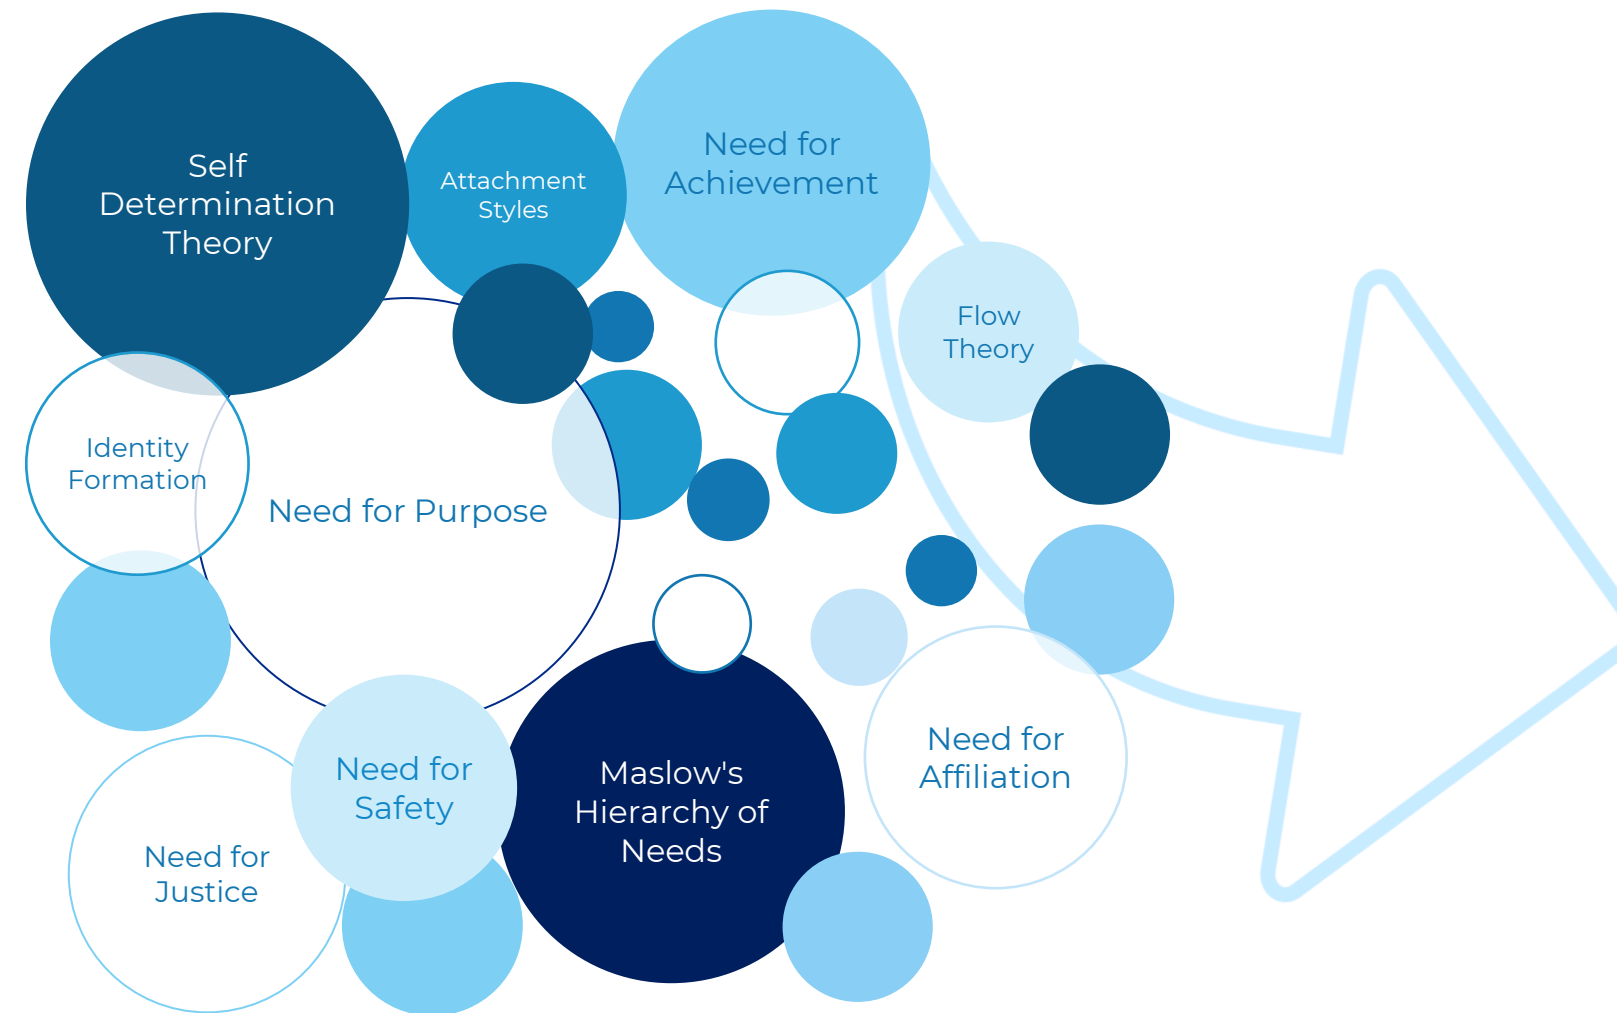 Self
Determination
Theory
Attachment
Styles
Need for
Achievement
Flow
Theory
Identity
Formation
Need for Purpose
Need for
Safety
Maslow's
Hierarchy of
Needs
Need for
Affiliation
Need for
Justice